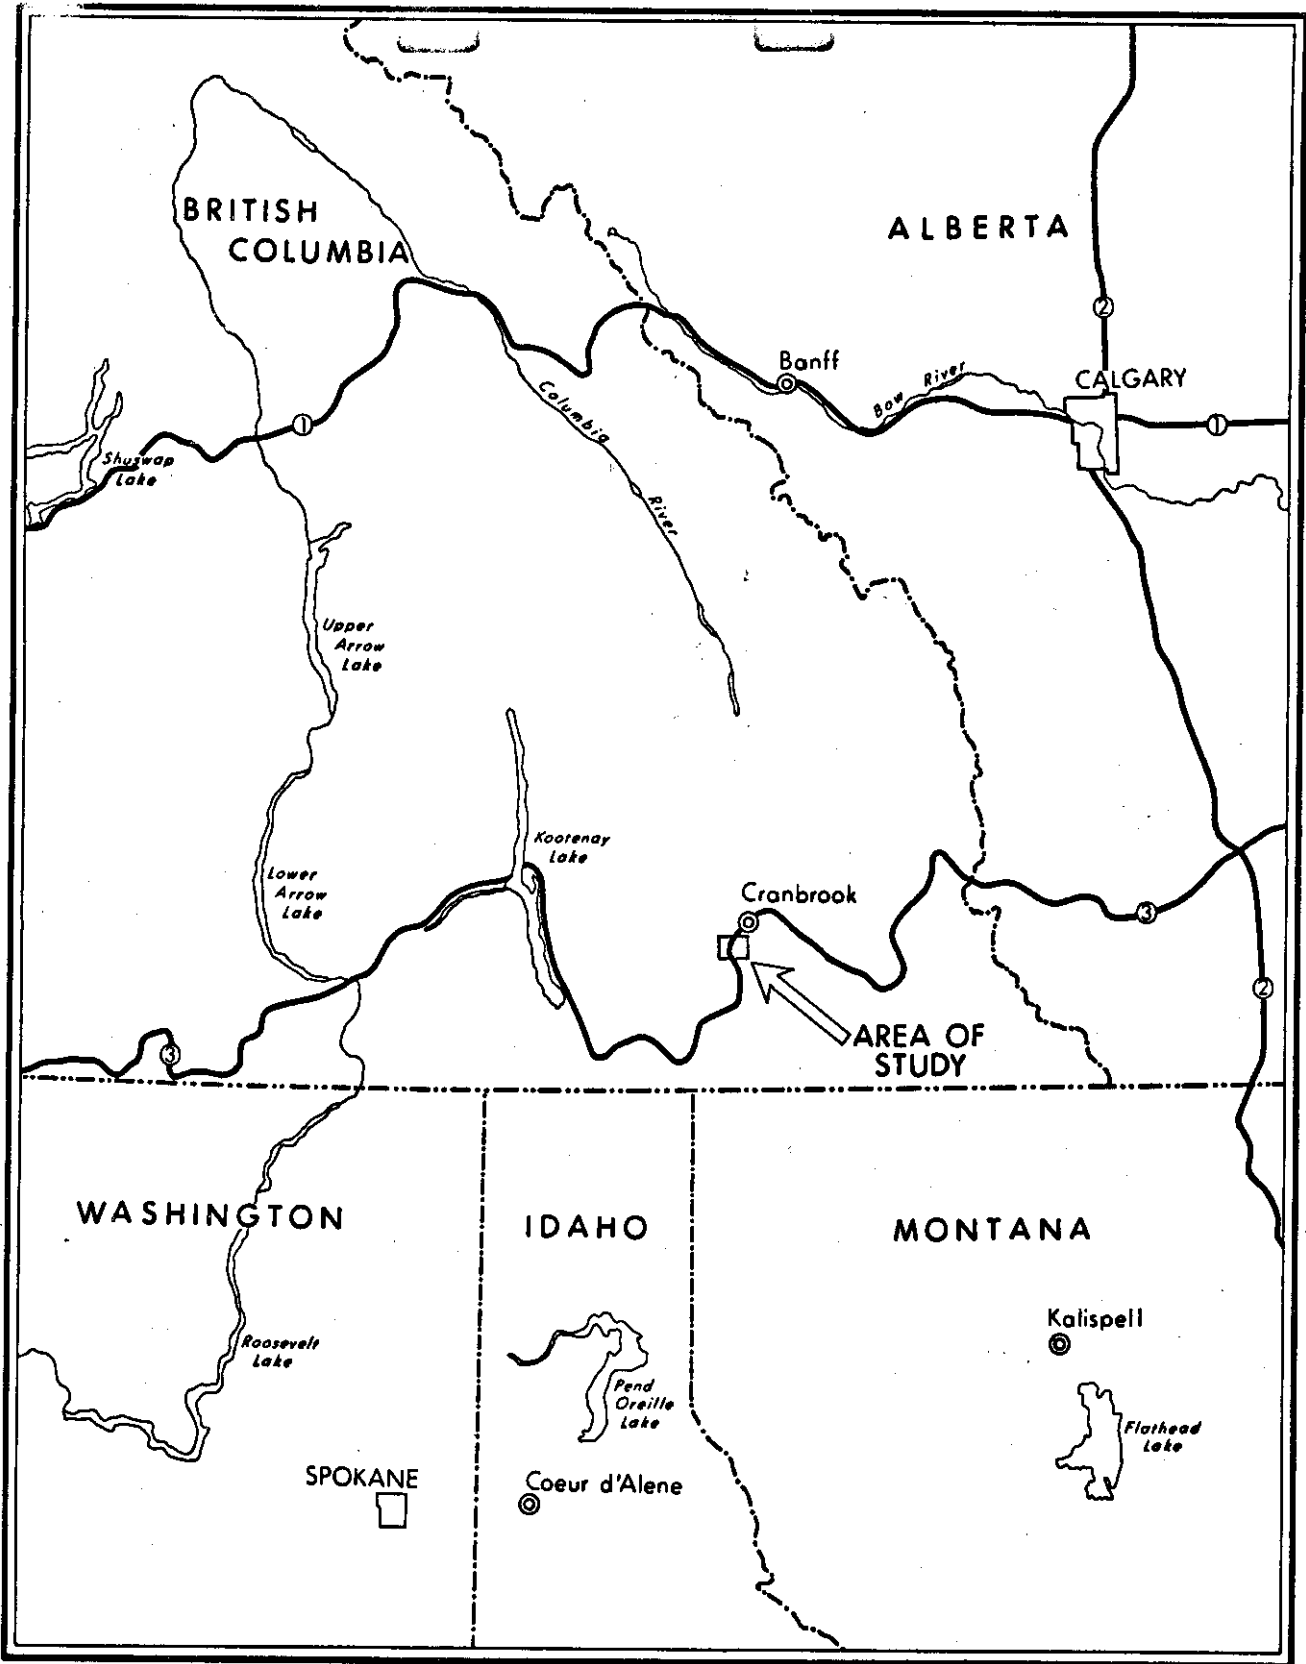 BRITISH
COLUMBIA
ALBERTA
2
Banff
Bow River
CALGARY
1
1
Columbia
River
Shuswap
Lake
Upper
Arrow
Lake
Kootenay
Lake
Lower
Arrow
Lake
Cranbrook
3
2
AREA OF
STUDY
3
WASHINGTON
IDAHO
MONTANA
Kalispell
Roosevelt
Lake
Pend
Oreille
Lake
Flathead
Lake
SPOKANE
Coeur d'Alene